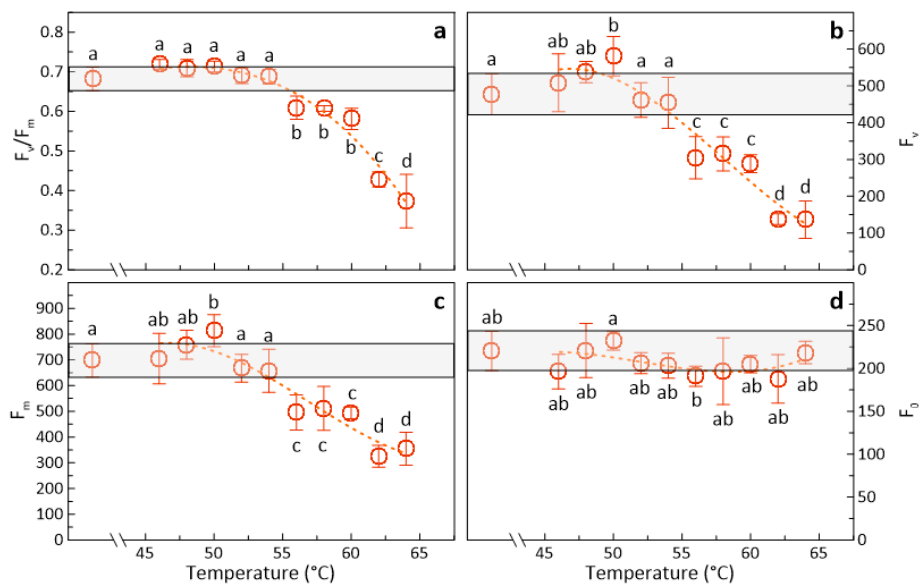 0.8
0.7
0.6
0.5
0.4
0.3
0.2
Fv/Fm
a
a a a a a
b b b
c
d
a
600
500
400
300
200
100
0
Fv
b
a
ab ab b
a a
c c c
d d
900
800
700
600
500
400
300
200
100
0
Fm
c
a
ab ab b
a a
c c c
d d
45 50 55 60 65
Temperature (°C)
250
200
150
100
50
0
F0
d
ab
ab ab a
ab ab b ab ab ab ab
45 50 55 60 65
Temperature (°C)